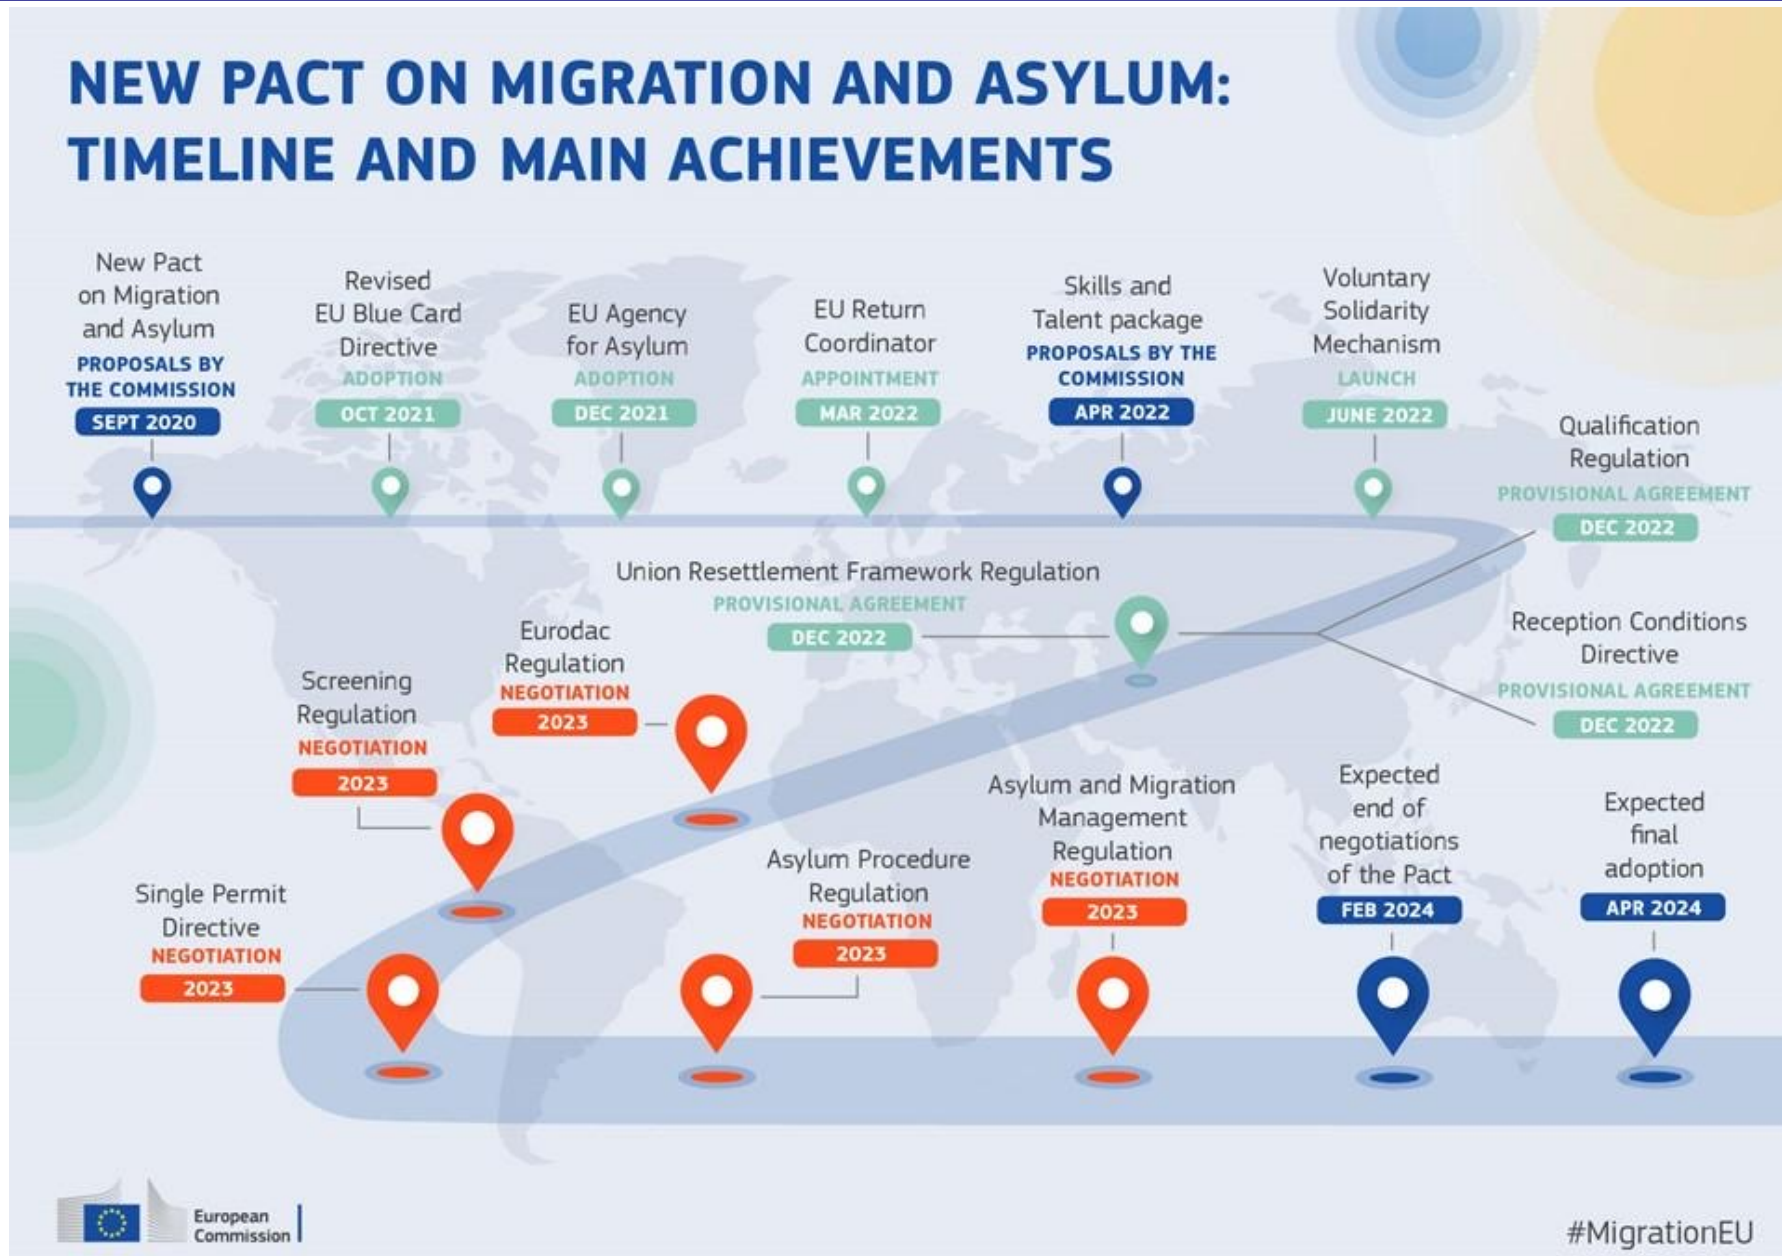 NEW PACT ON MIGRATION AND ASYLUM:
TIMELINE AND MAIN ACHIEVEMENTS
New Pact
on Migration
and Asylum
PROPOSALS BY
THE COMMISSION
SEPT 2020
Revised
EU Blue Card
Directive
ADOPTION
OCT 2021
EU Agency
for Asylum
ADOPTION
DEC 2021
EU Return
Coordinator
APPOINTMENT
MAR 2022
Skills and
Talent package
PROPOSALS BY THE
COMMISSION
APR 2022
Voluntary
Solidarity
Mechanism
LAUNCH
JUNE 2022
Qualification
Regulation
PROVISIONAL AGREEMENT
DEC 2022
Union Resettlement Framework Regulation
PROVISIONAL AGREEMENT
DEC 2022
Reception Conditions
Directive
PROVISIONAL AGREEMENT
DEC 2022
Eurodac
Regulation
NEGOTIATION
2023
Screening
Regulation
NEGOTIATION
2023
Single Permit
Directive
NEGOTIATION
2023
Asylum Procedure
Regulation
NEGOTIATION
2023
Asylum and Migration
Management
Regulation
NEGOTIATION
2023
Expected
end of
negotiations
of the Pact
FEB 2024
Expected
final
adoption
APR 2024
European
Commission
#MigrationEU